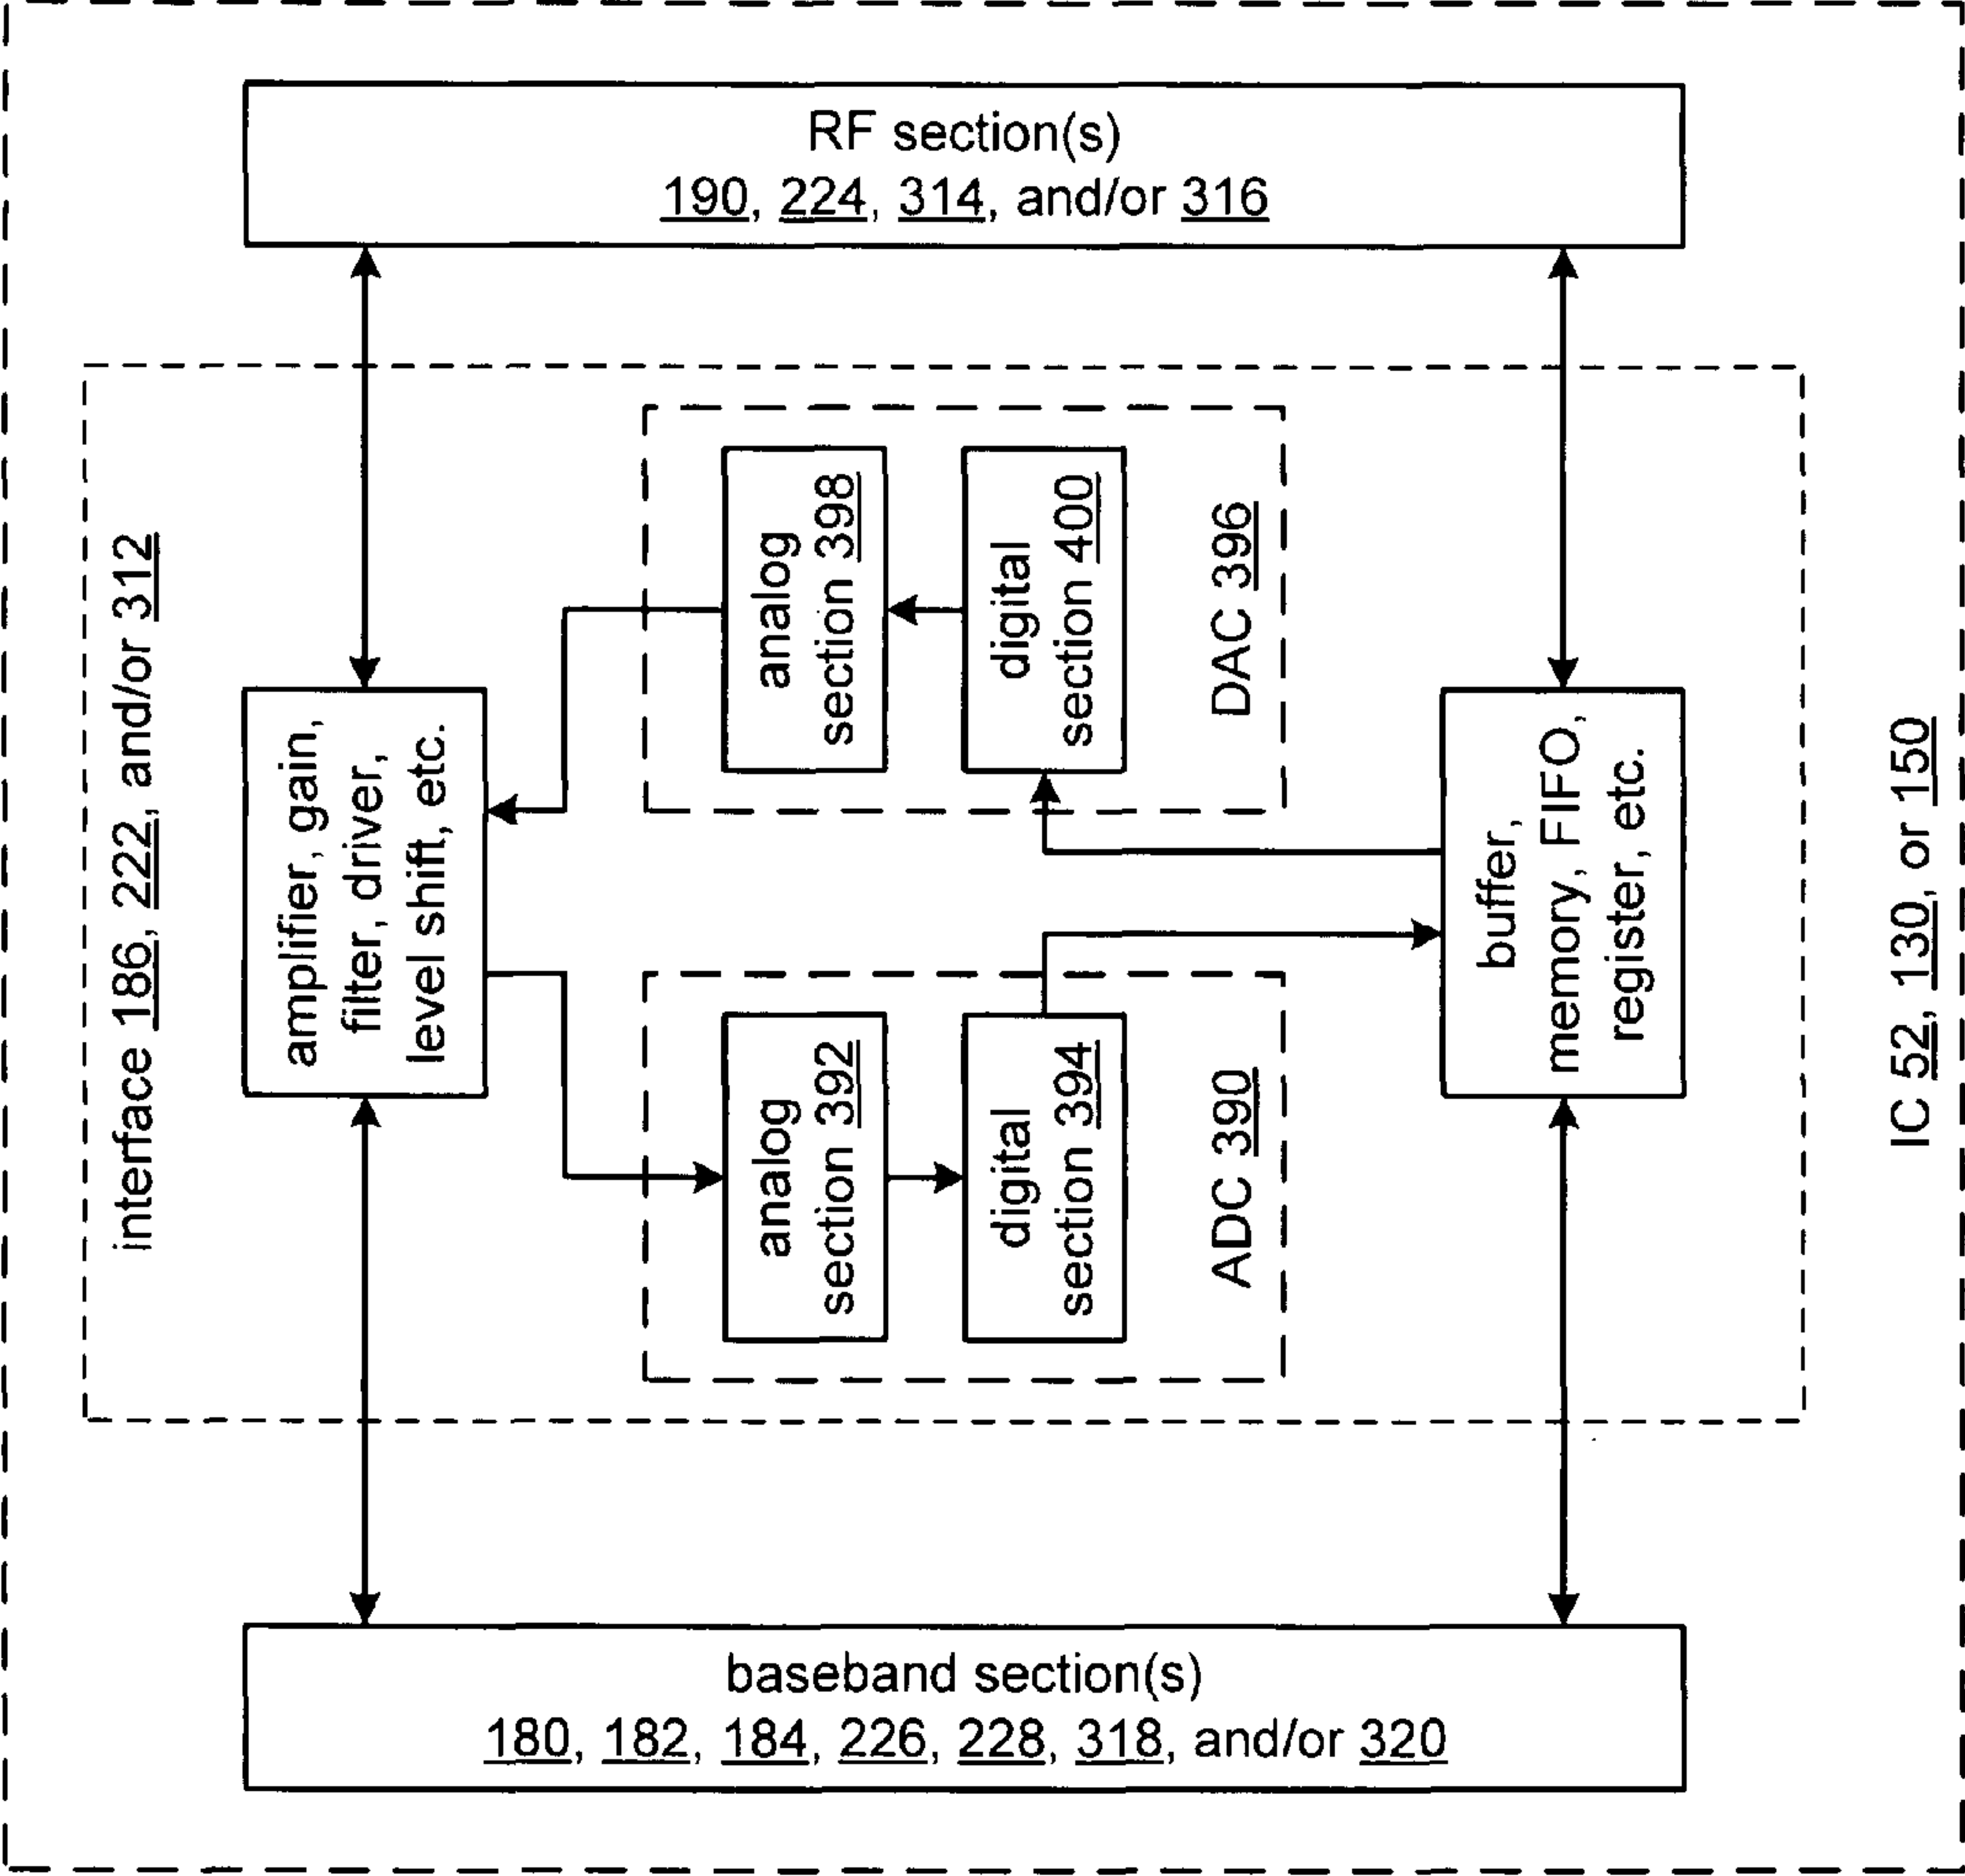 RF section(s)
190, 224, 314, and/or 316
interface 186, 222, and/or 312
amplifier, gain,
filter, driver,
level shift, etc.
analog
section 398
digital
section 400
DAC 396
analog
section 392
digital
section 394
ADC 390
buffer,
memory, FIFO,
register, etc.
IC 52, 130, or 150
baseband section(s)
180, 182, 184, 226, 228, 318, and/or 320